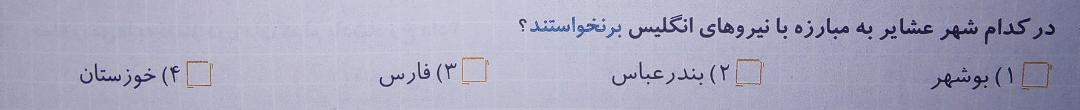 در کدام شهر عشایر به مبارزه با نیروهای انگلیس برنخواستند؟
۱) بوشهر ۲) بندرعباس ۳) فارس ۴) خوزستان